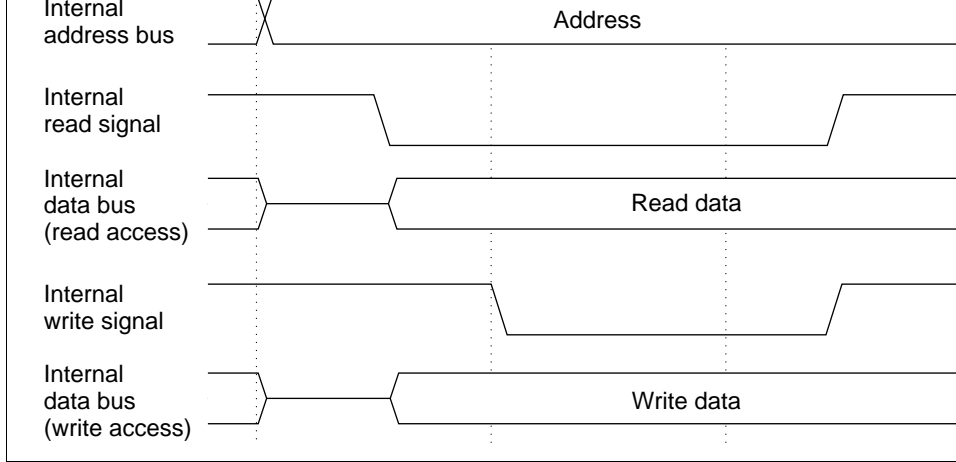 Internal
address bus
Address
Internal
read signal
Internal
data bus
(read access)
Read data
Internal
write signal
Internal
data bus
(write access)
Write data